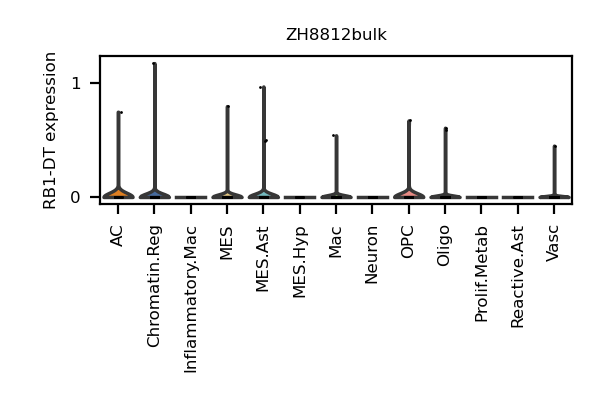 ZH8812bulk
RB1-DT expression
1
0
AC
Chromatin.Reg
Inflammatory.Mac
MES
MES.Ast
MES.Hyp
Mac
Neuron
OPC
Oligo
Prolif.Metab
Reactive.Ast
Vasc